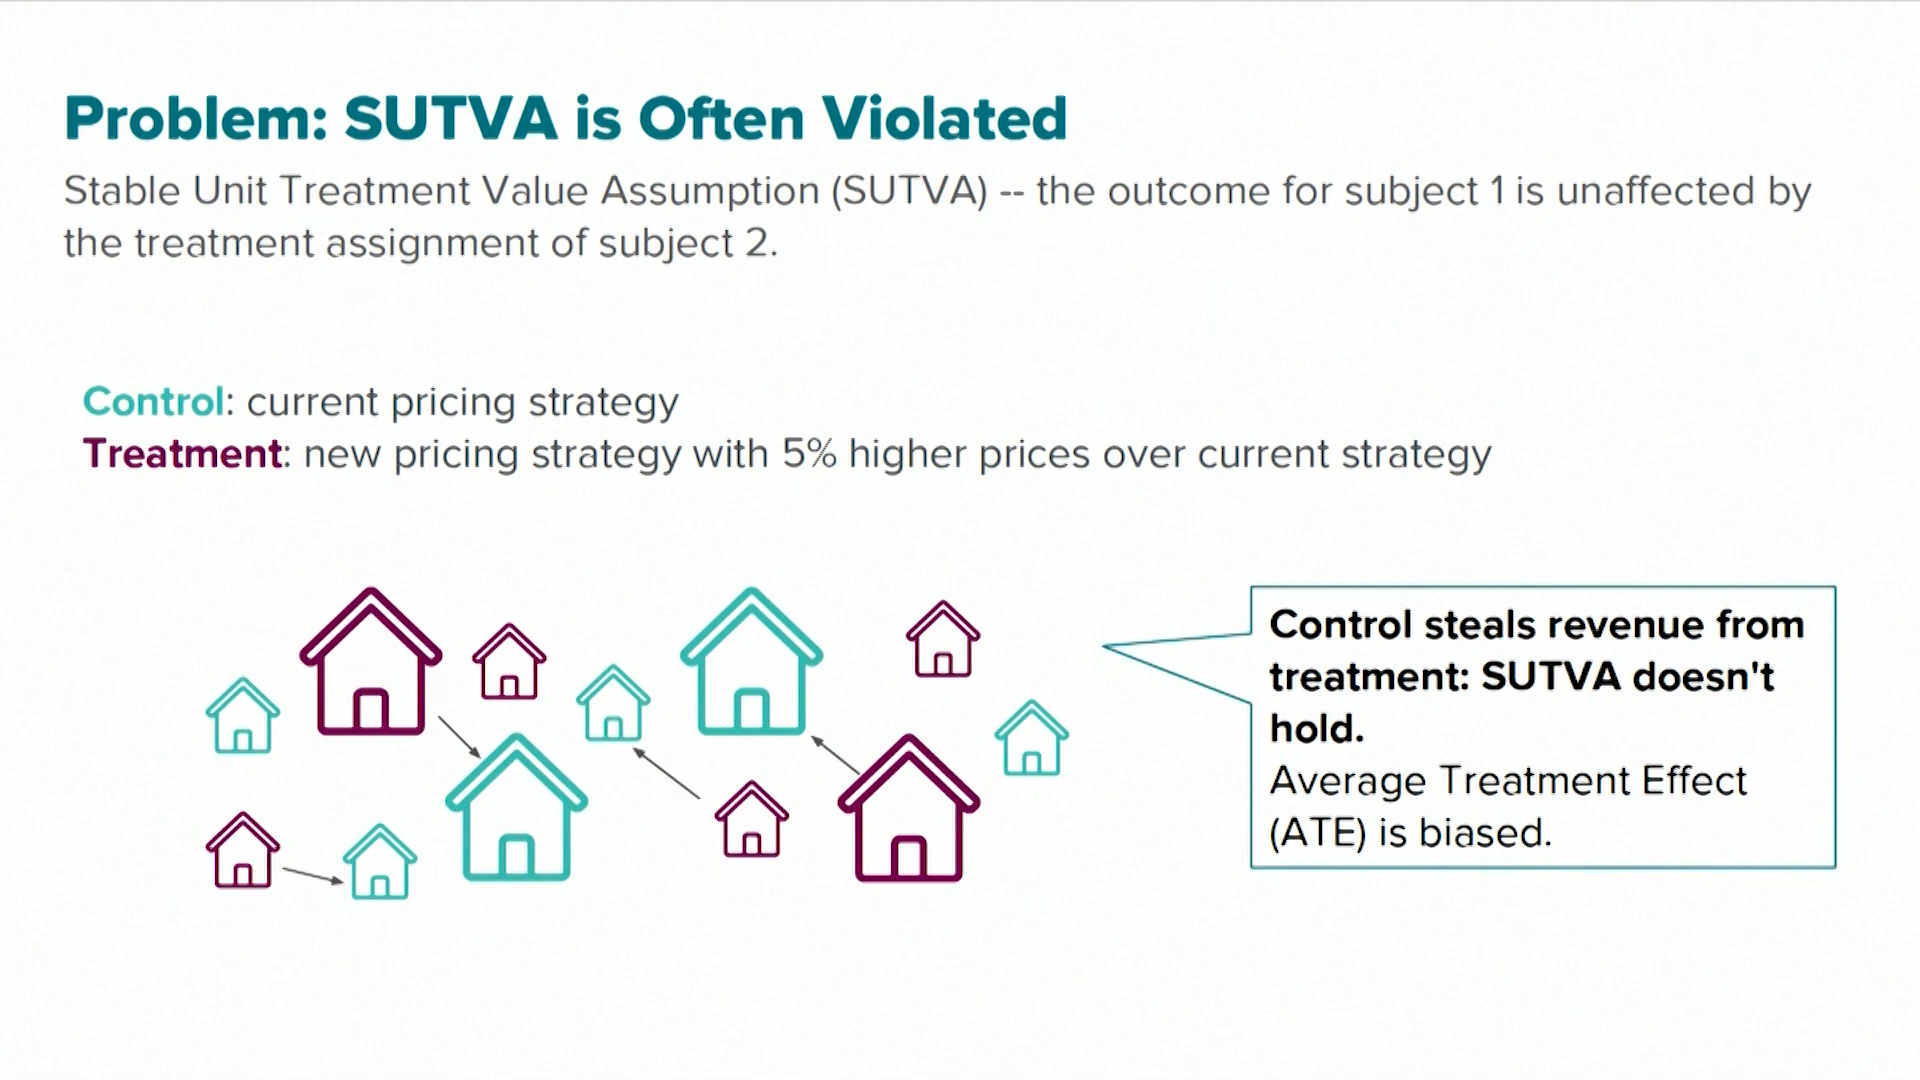 Problem: SUTVA is Often Violated
Stable Unit Treatment Value Assumption (SUTVA) -- the outcome for subject 1 is unaffected by
the treatment assignment of subject 2.
Control: current pricing strategy
Treatment: new pricing strategy with 5% higher prices over current strategy
Control steals revenue from
treatment: SUTVA doesn't
hold.
Average Treatment Effect
(ATE) is biased.